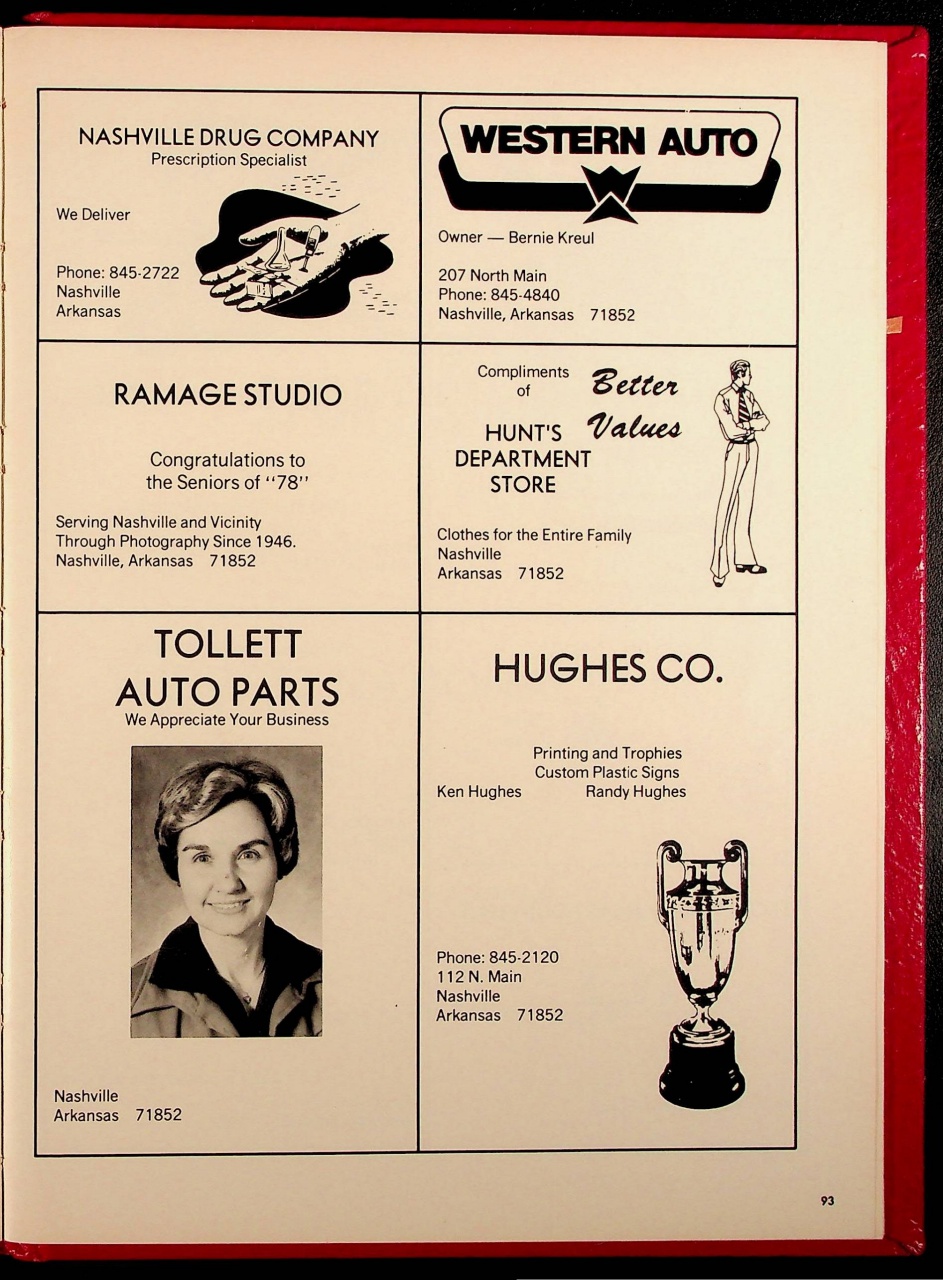 NASHVILLE DRUG COMPANY
Prescription Specialist
We Deliver
Phone: 845-2722
Nashville
Arkansas
WESTERN AUTO
Owner — Bernie Kreul
207 North Main
Phone: 845-4840
Nashville, Arkansas 71852
RAMAGE STUDIO
Congratulations to
the Seniors of "78"
Serving Nashville and Vicinity
Through Photography Since 1946.
Nashville, Arkansas 71852
Compliments
of
Better
Values
HUNT'S
DEPARTMENT
STORE
Clothes for the Entire Family
Nashville
Arkansas 71852
TOLLETT
AUTO PARTS
We Appreciate Your Business
Nashville
Arkansas 71852
HUGHES CO.
Printing and Trophies
Custom Plastic Signs
Ken Hughes Randy Hughes
Phone: 845-2120
112 N. Main
Nashville
Arkansas 71852
93